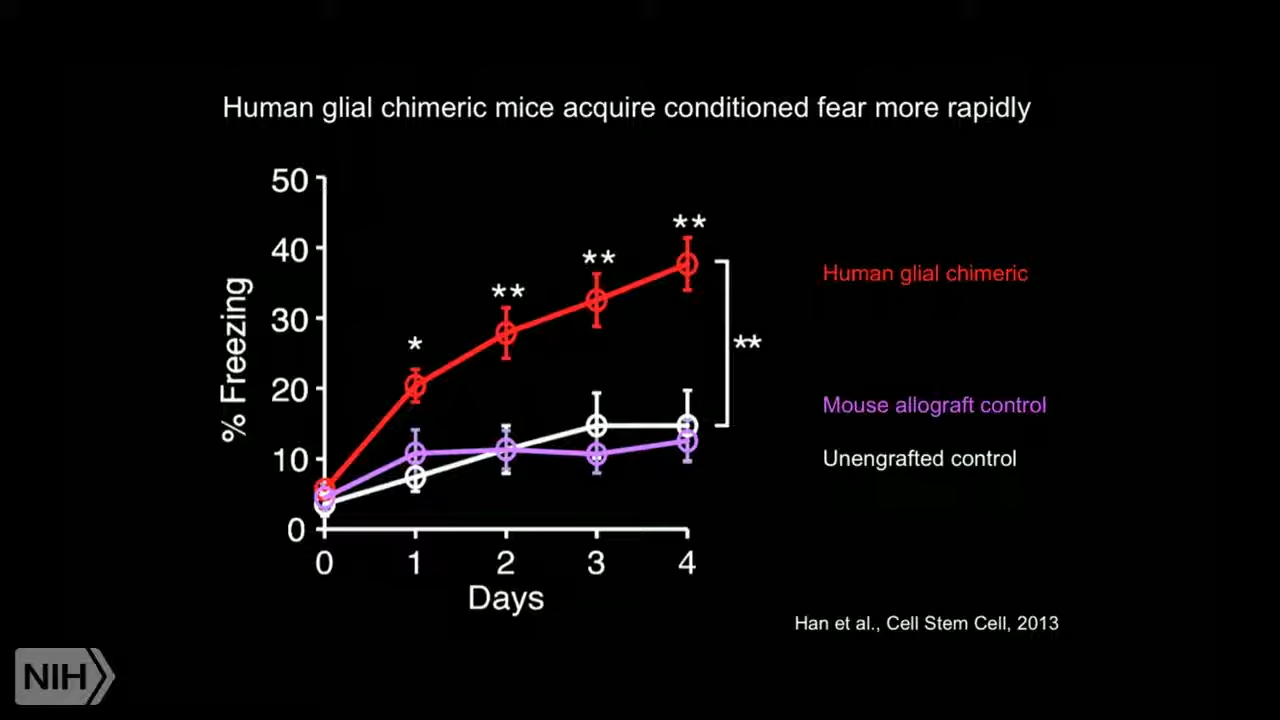 Human glial chimeric mice acquire conditioned fear more rapidly
50
40
30
20
10
0
% Freezing
*
**
**
**
**
0 1 2 3 4
Days
Human glial chimeric
Mouse allograft control
Unengrafted control
Han et al., Cell Stem Cell, 2013
NIH